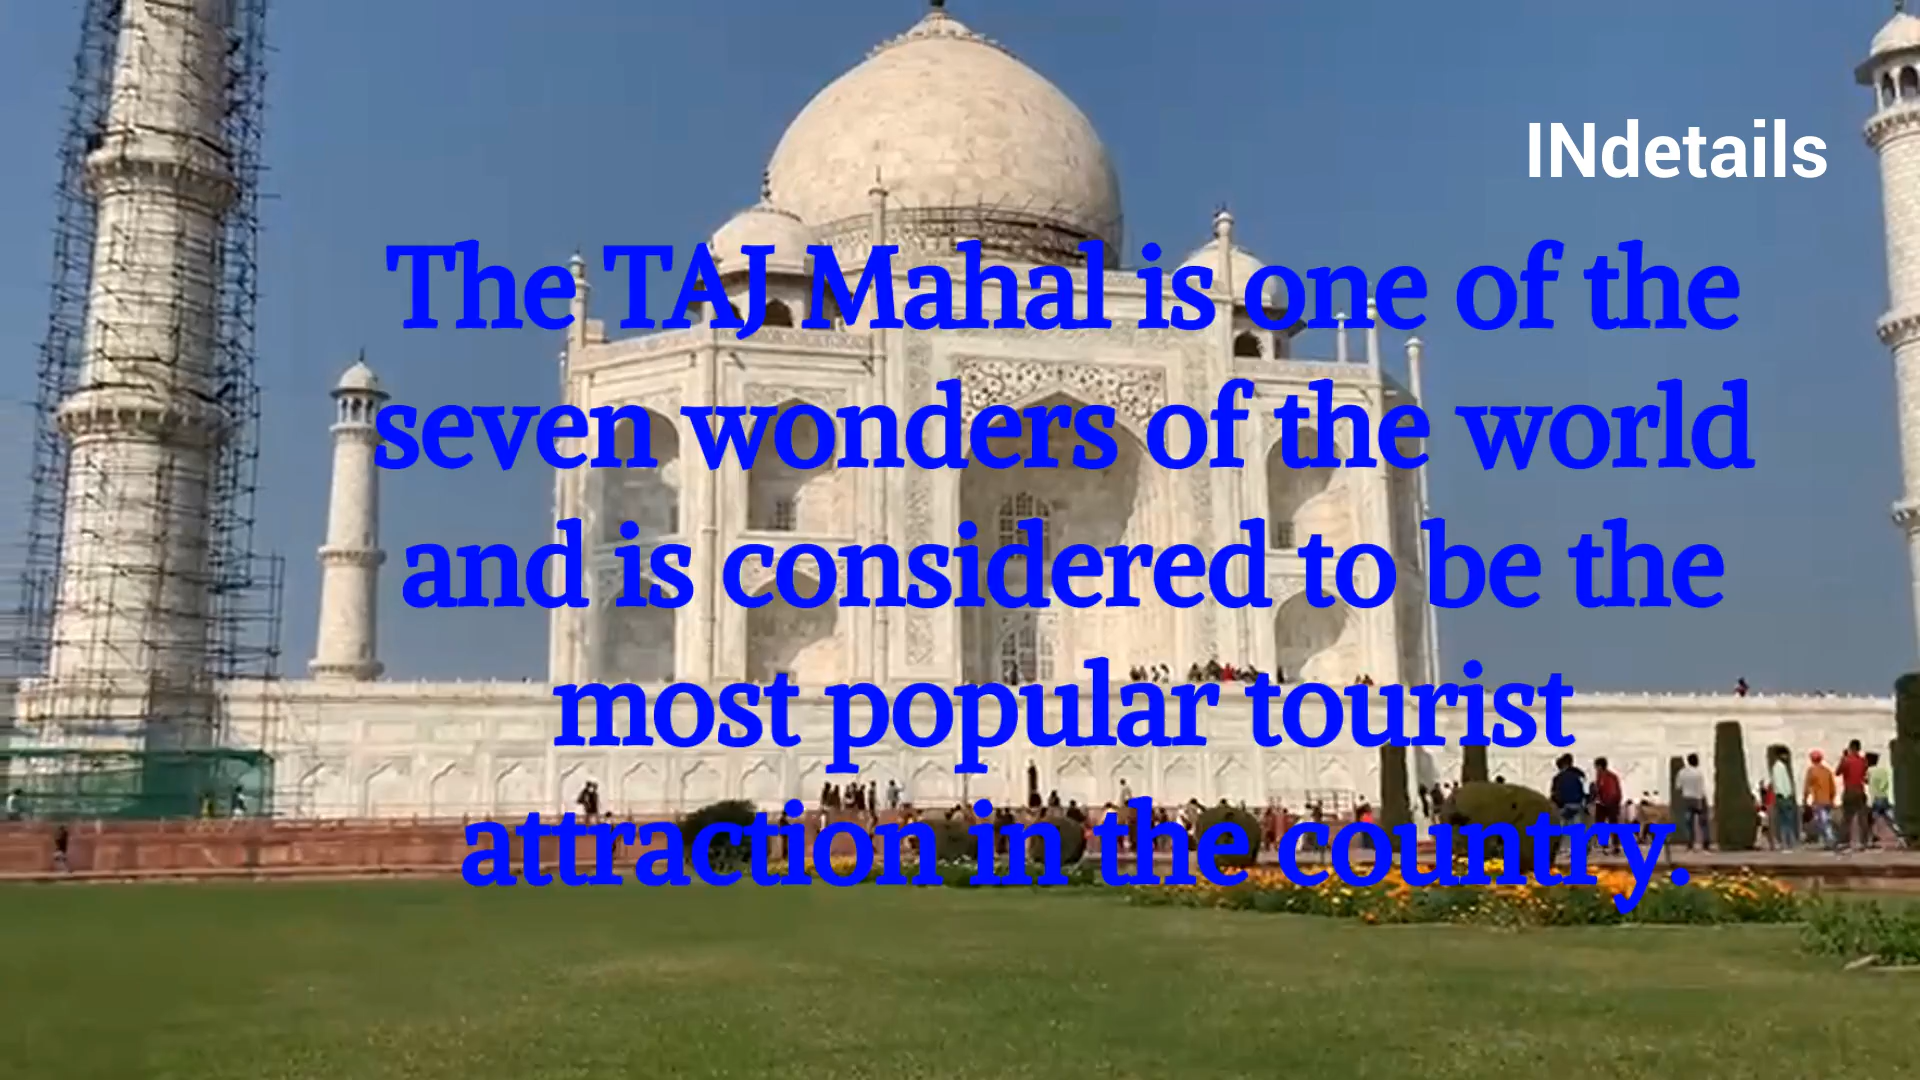 INdetails
The TAJ Mahal is one of the
seven wonders of the world
and is considered to be the
most popular tourist
attraction in the country.